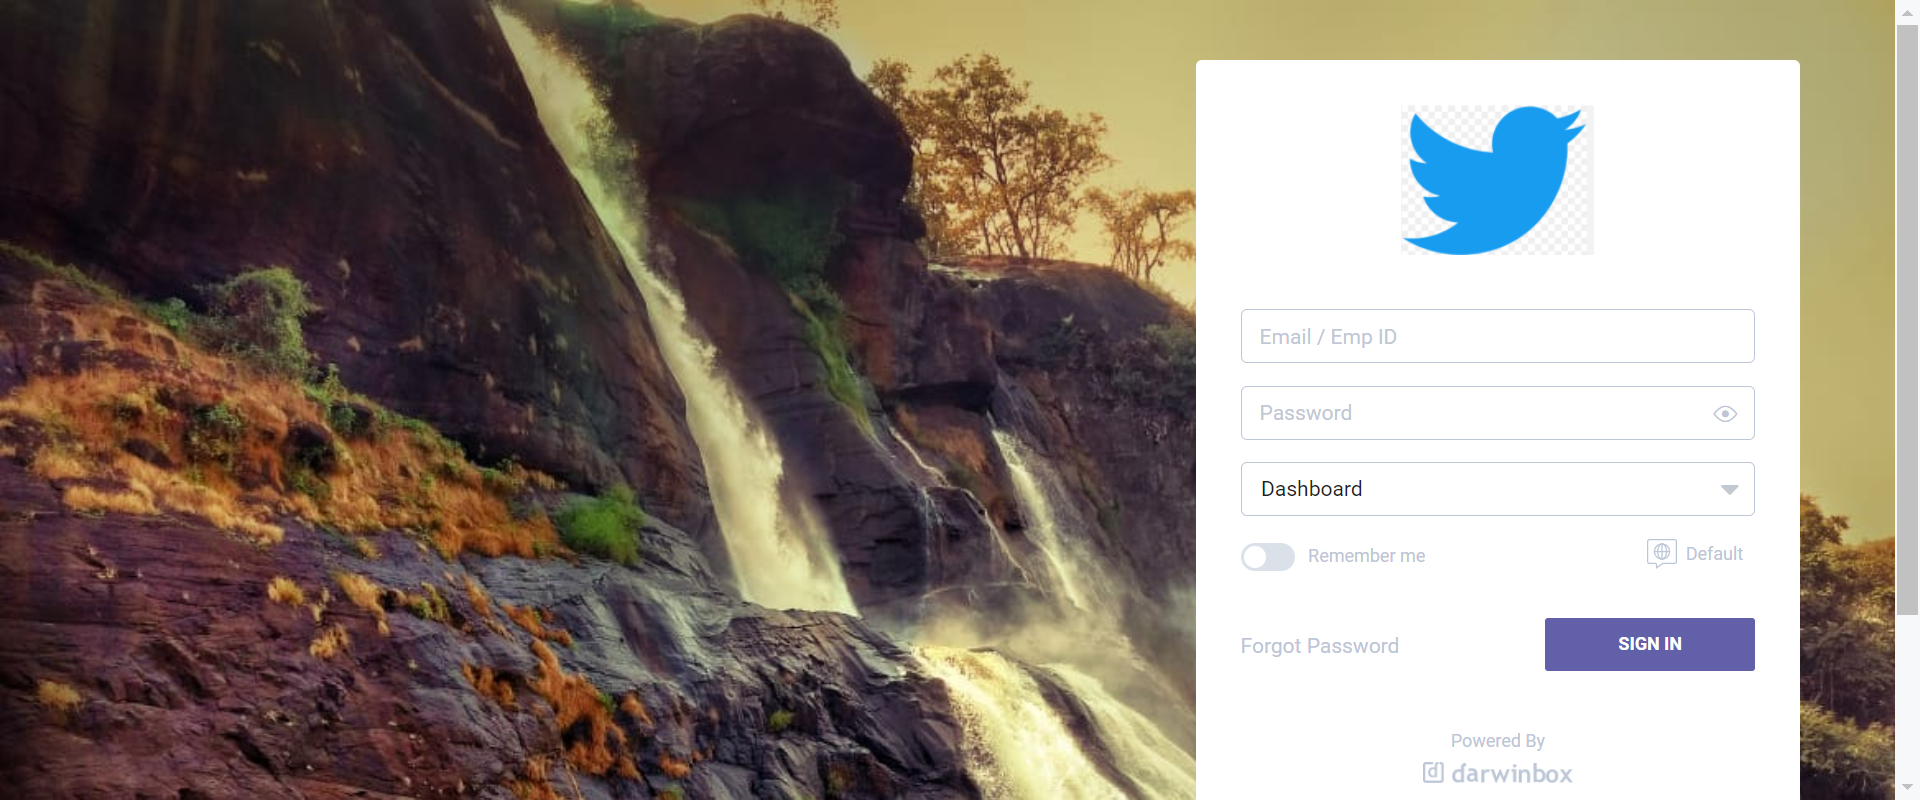 Email / Emp ID
Password
Dashboard
Remember me
Default
Forgot Password
SIGN IN
Powered By
darwinbox